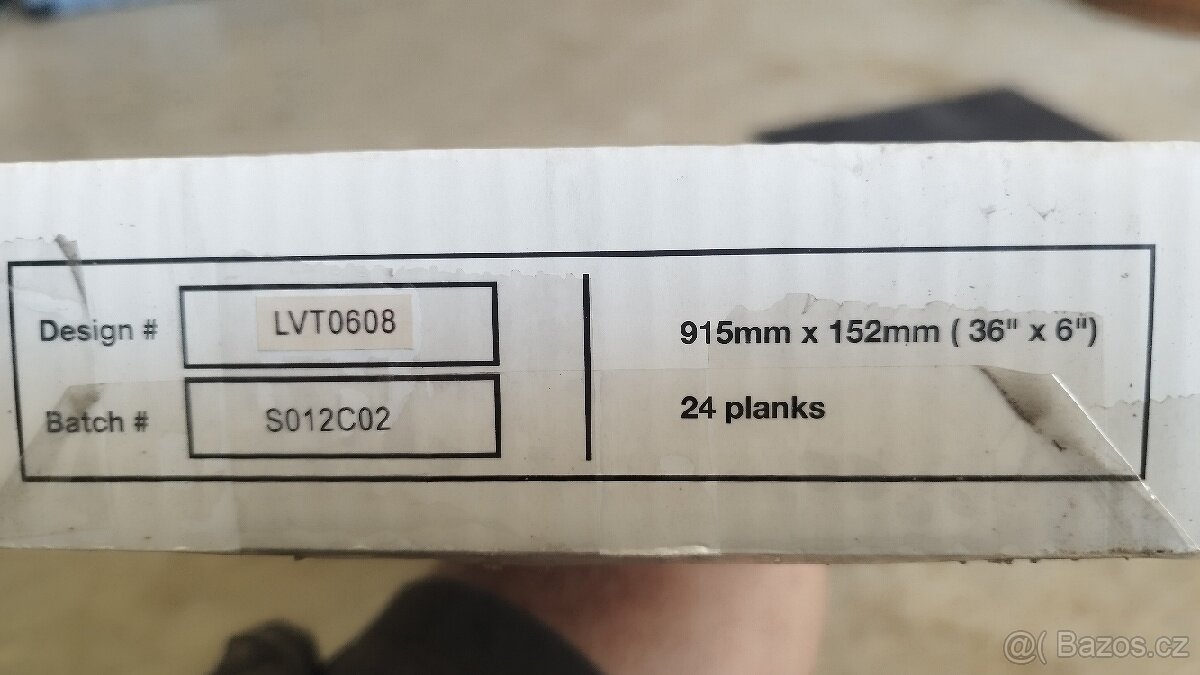 Design # LVT0608
Batch # S012C02
915mm x 152mm ( 36" x 6")
24 planks
@( Bazos.cz